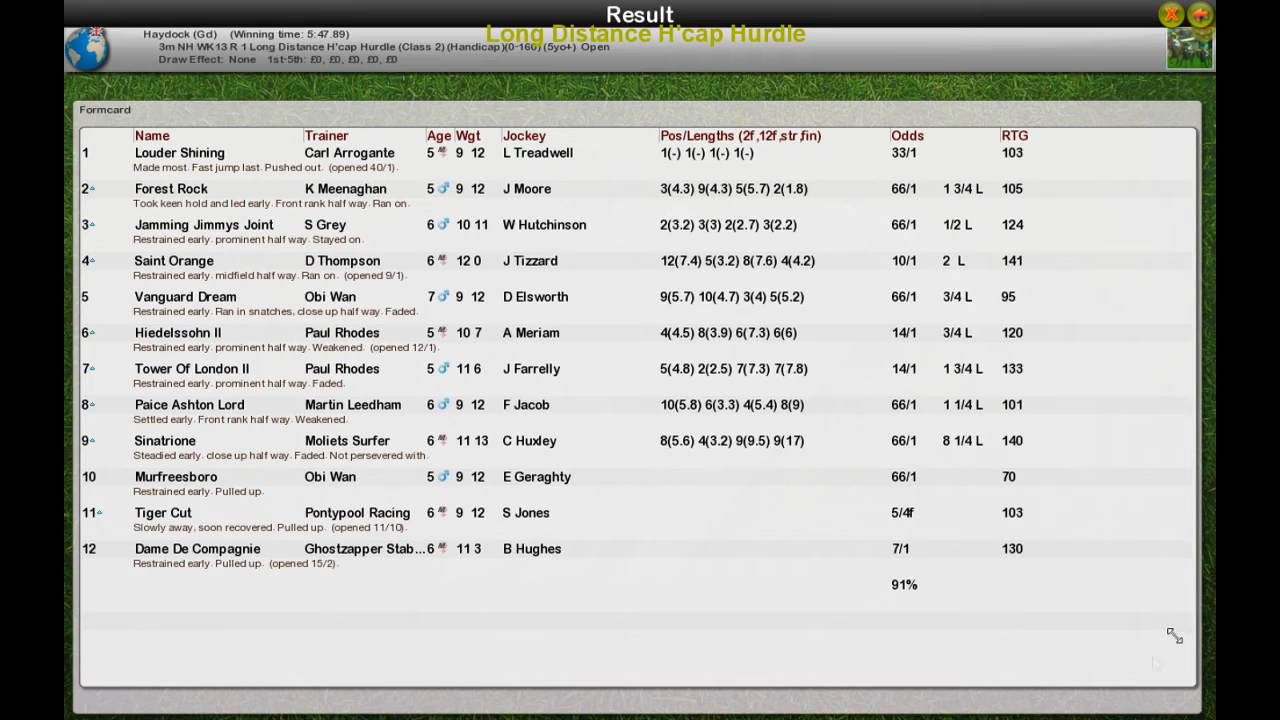 Result
Long Distance H'cap Hurdle
Haydock (Gd) (Winning time: 5:47.89)
3m NH WK13 R 1 Long Distance H'cap Hurdle (Class 2) (Handicap)(0-160) (5yo+) Open
Draw Effect: None 1st-5th: £0, £0, £0, £0, £0
Formcard
Name Trainer Age Wgt Jockey Pos/Lengths (2f,12f,str,fin) Odds RTG
1 Louder Shining Carl Arrogante 5 9 12 L Treadwell 1(-) 1(-) 1(-) 1(-) 33/1 103
Made most. Fast jump last. Pushed out. (opened 40/1).
2 Forest Rock K Meenaghan 5 9 12 J Moore 3(4.3) 9(4.3) 5(5.7) 2(1.8) 66/1 1 3/4 L 105
Took keen hold and led early. Front rank half way. Ran on.
3 Jamming Jimmys Joint S Grey 6 10 11 W Hutchinson 2(3.2) 3(3) 2(2.7) 3(2.2) 66/1 1/2 L 124
Restrained early. prominent half way. Stayed on.
4 Saint Orange D Thompson 6 12 0 J Tizzard 12(7.4) 5(3.2) 8(7.6) 4(4.2) 10/1 2 L 141
Restrained early. midfield half way. Ran on. (opened 9/1).
5 Vanguard Dream Obi Wan 7 9 12 D Elsworth 9(5.7) 10(4.7) 3(4) 5(5.2) 66/1 3/4 L 95
Restrained early. Ran in snatches, close up half way. Faded.
6 Hiedelssohn II Paul Rhodes 5 10 7 A Meriam 4(4.5) 8(3.9) 6(7.3) 6(6) 14/1 3/4 L 120
Restrained early. prominent half way. Weakened. (opened 12/1).
7 Tower Of London II Paul Rhodes 5 11 6 J Farrelly 5(4.8) 2(2.5) 7(7.3) 7(7.8) 14/1 1 3/4 L 133
Restrained early. prominent half way. Faded.
8 Paice Ashton Lord Martin Leedham 6 9 12 F Jacob 10(5.8) 6(3.3) 4(5.4) 8(9) 66/1 1 1/4 L 101
Settled early. Front rank half way. Weakened.
9 Sinatrione Moliets Surfer 6 11 13 C Huxley 8(5.6) 4(3.2) 9(9.5) 9(17) 66/1 8 1/4 L 140
Steadied early. close up half way. Faded. Not persevered with.
10 Murfreesboro Obi Wan 5 9 12 E Geraghty 66/1 70
Restrained early. Pulled up.
11 Tiger Cut Pontypool Racing 6 9 12 S Jones 5/4f 103
Slowly away, soon recovered. Pulled up. (opened 11/10).
12 Dame De Compagnie Ghostzapper Stab... 6 11 3 B Hughes 7/1 130
Restrained early. Pulled up. (opened 15/2).
91%